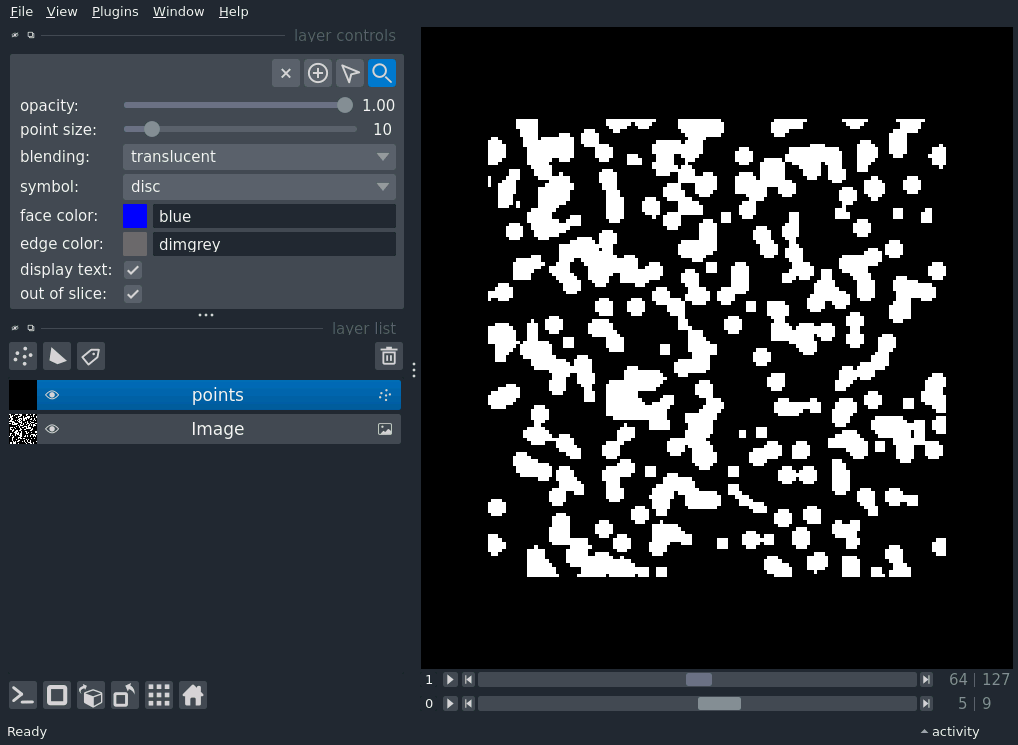 File View Plugins Window Help
layer controls
opacity: 1.00
point size: 10
blending: translucent
symbol: disc
face color: blue
edge color: dimgrey
display text:
out of slice:
layer list
points
Image
1 64 | 127
0 5 | 9
Ready activity